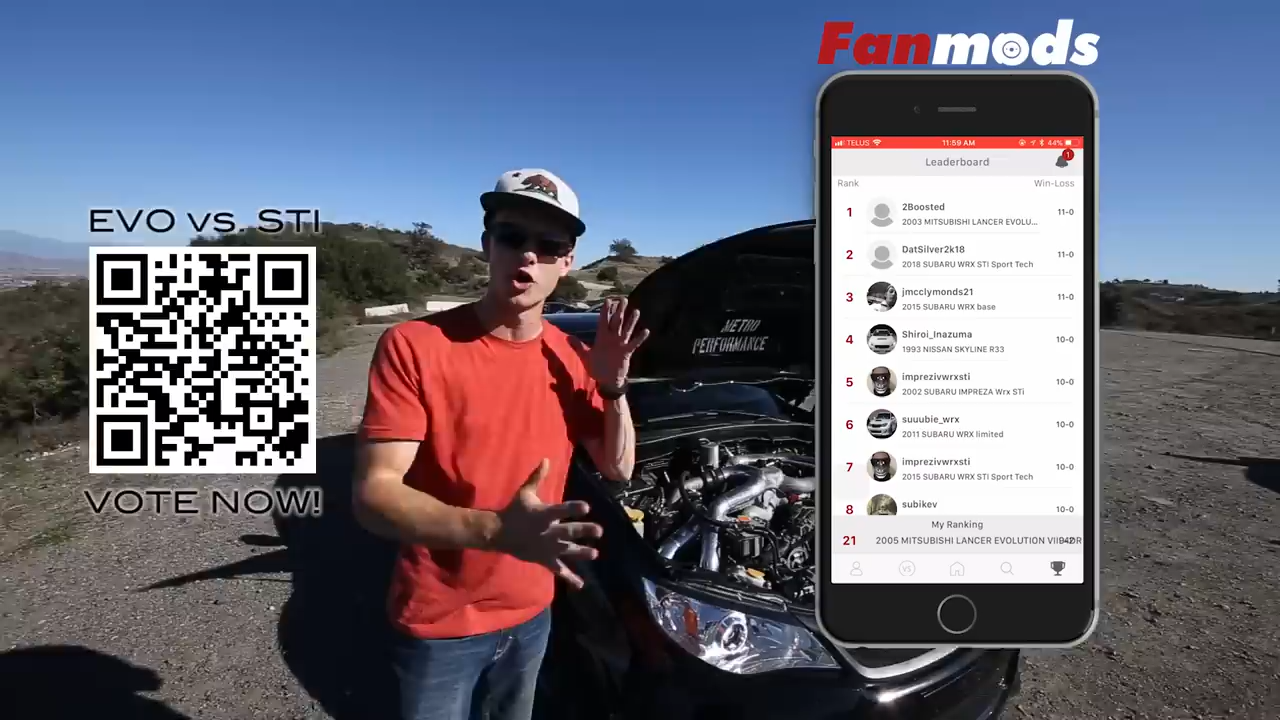 Fanmods
EVO vs. STI
VOTE NOW!
METRO
PERFORMANCE
TELUS 11:59 AM 44%
Leaderboard 1
Rank Win-Loss
1 2Boosted 11-0
2003 MITSUBISHI LANCER EVOLU...
2 DatSilver2k18 11-0
2018 SUBARU WRX STI Sport Tech
3 jmcclymonds21 11-0
2015 SUBARU WRX base
4 Shiroi_Inazuma 10-0
1993 NISSAN SKYLINE R33
5 imprezivwrxsti 10-0
2002 SUBARU IMPREZA Wrx STi
6 suuubie_wrx 10-0
2011 SUBARU WRX limited
7 imprezivwrxsti 10-0
2015 SUBARU WRX STI Sport Tech
8 subikev 10-0
My Ranking
21 2005 MITSUBISHI LANCER EVOLUTION
VS